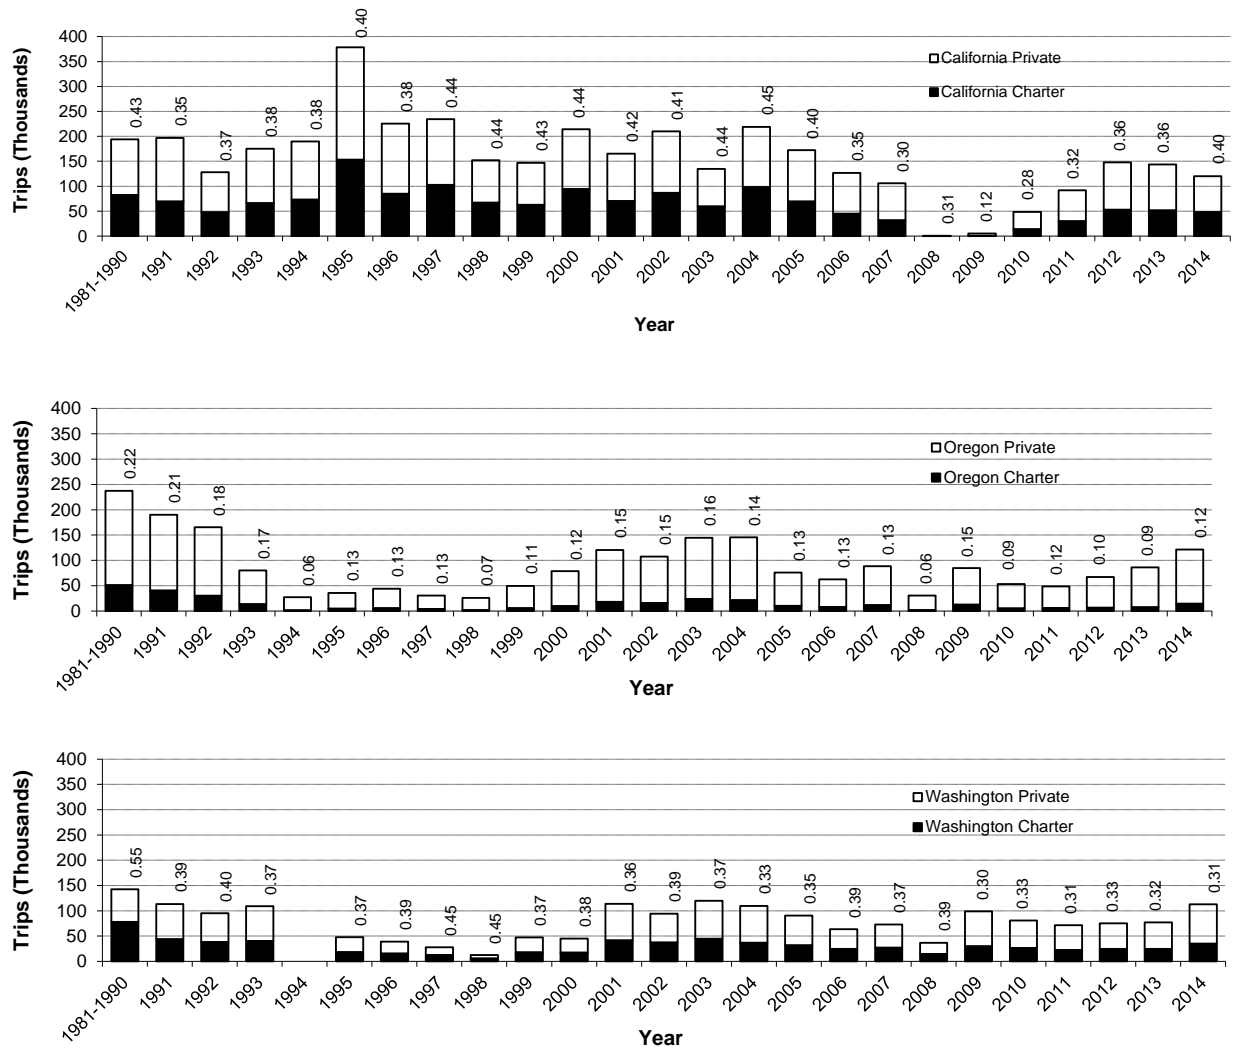 0.43 0.35 0.37 0.38 0.38 0.40 0.38 0.44 0.44 0.43 0.44 0.42 0.41 0.44 0.45 0.40 0.35 0.30 0.31 0.12 0.28 0.32 0.36 0.36 0.40
Trips (Thousands)
400
350
300
250
200
150
100
50
0
California Private
California Charter
1981-1990 1991 1992 1993 1994 1995 1996 1997 1998 1999 2000 2001 2002 2003 2004 2005 2006 2007 2008 2009 2010 2011 2012 2013 2014
Year
Trips (Thousands)
400
350
300
250
200
150
100
50
0
Oregon Private
Oregon Charter
0.22 0.21 0.18 0.17 0.06 0.13 0.13 0.13 0.07 0.11 0.12 0.15 0.15 0.16 0.14 0.13 0.13 0.13 0.06 0.15 0.09 0.12 0.10 0.09 0.12
1981-1990 1991 1992 1993 1994 1995 1996 1997 1998 1999 2000 2001 2002 2003 2004 2005 2006 2007 2008 2009 2010 2011 2012 2013 2014
Year
Trips (Thousands)
400
350
300
250
200
150
100
50
0
Washington Private
Washington Charter
0.55 0.39 0.40 0.37 0.37 0.39 0.45 0.45 0.37 0.38 0.36 0.39 0.37 0.33 0.35 0.39 0.37 0.39 0.30 0.33 0.31 0.33 0.32 0.31
1981-1990 1991 1992 1993 1994 1995 1996 1997 1998 1999 2000 2001 2002 2003 2004 2005 2006 2007 2008 2009 2010 2011 2012 2013 2014
Year